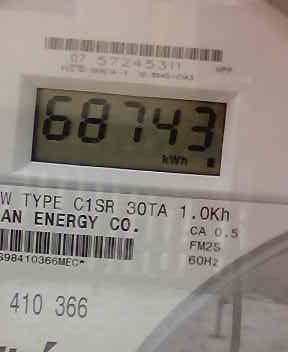 07 57245311
68743
kWh
W TYPE C1SR 30TA 1.0Kh
AN ENERGY CO.
CA 0.5
FM2S
60Hz
S98410366MEC*
410 366